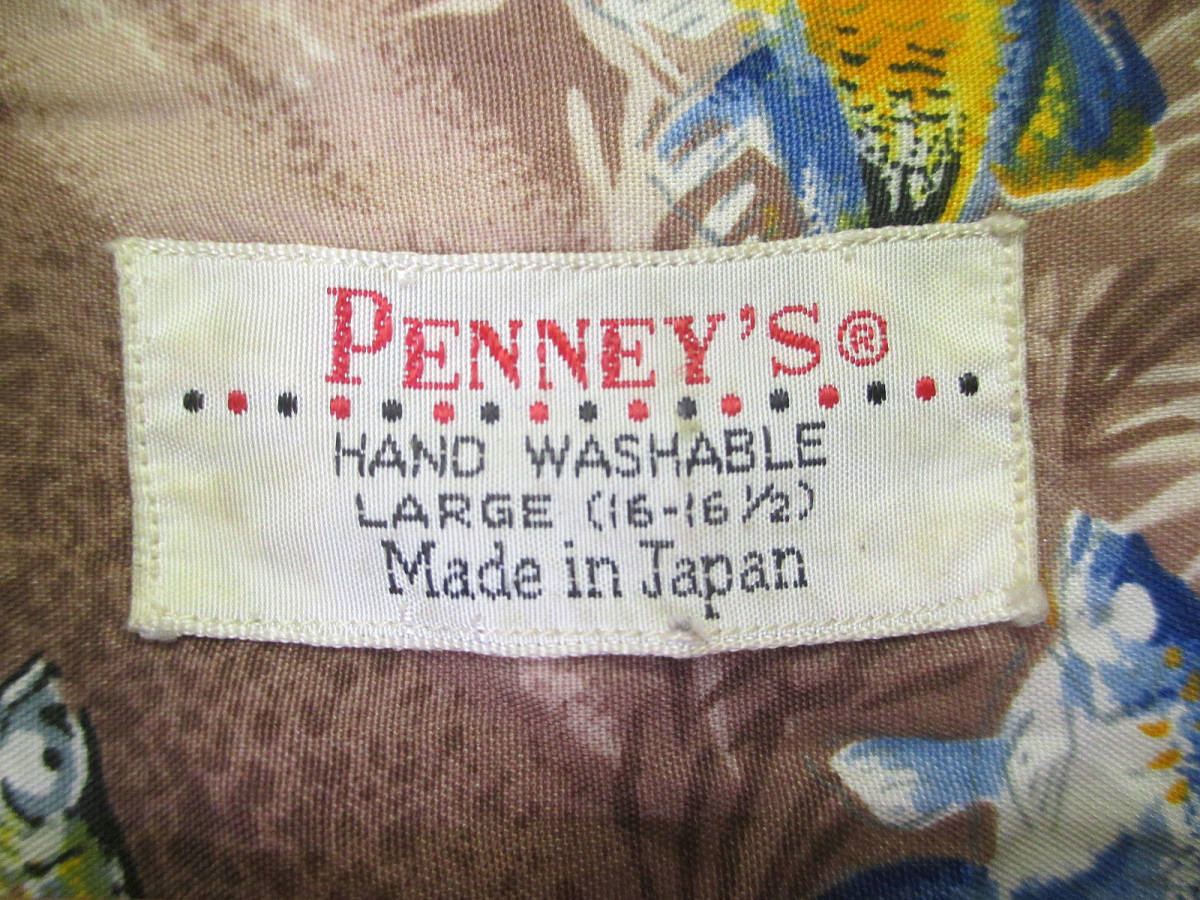 PENNEY'S®
HAND WASHABLE
LARGE (16-16½)
Made in Japan